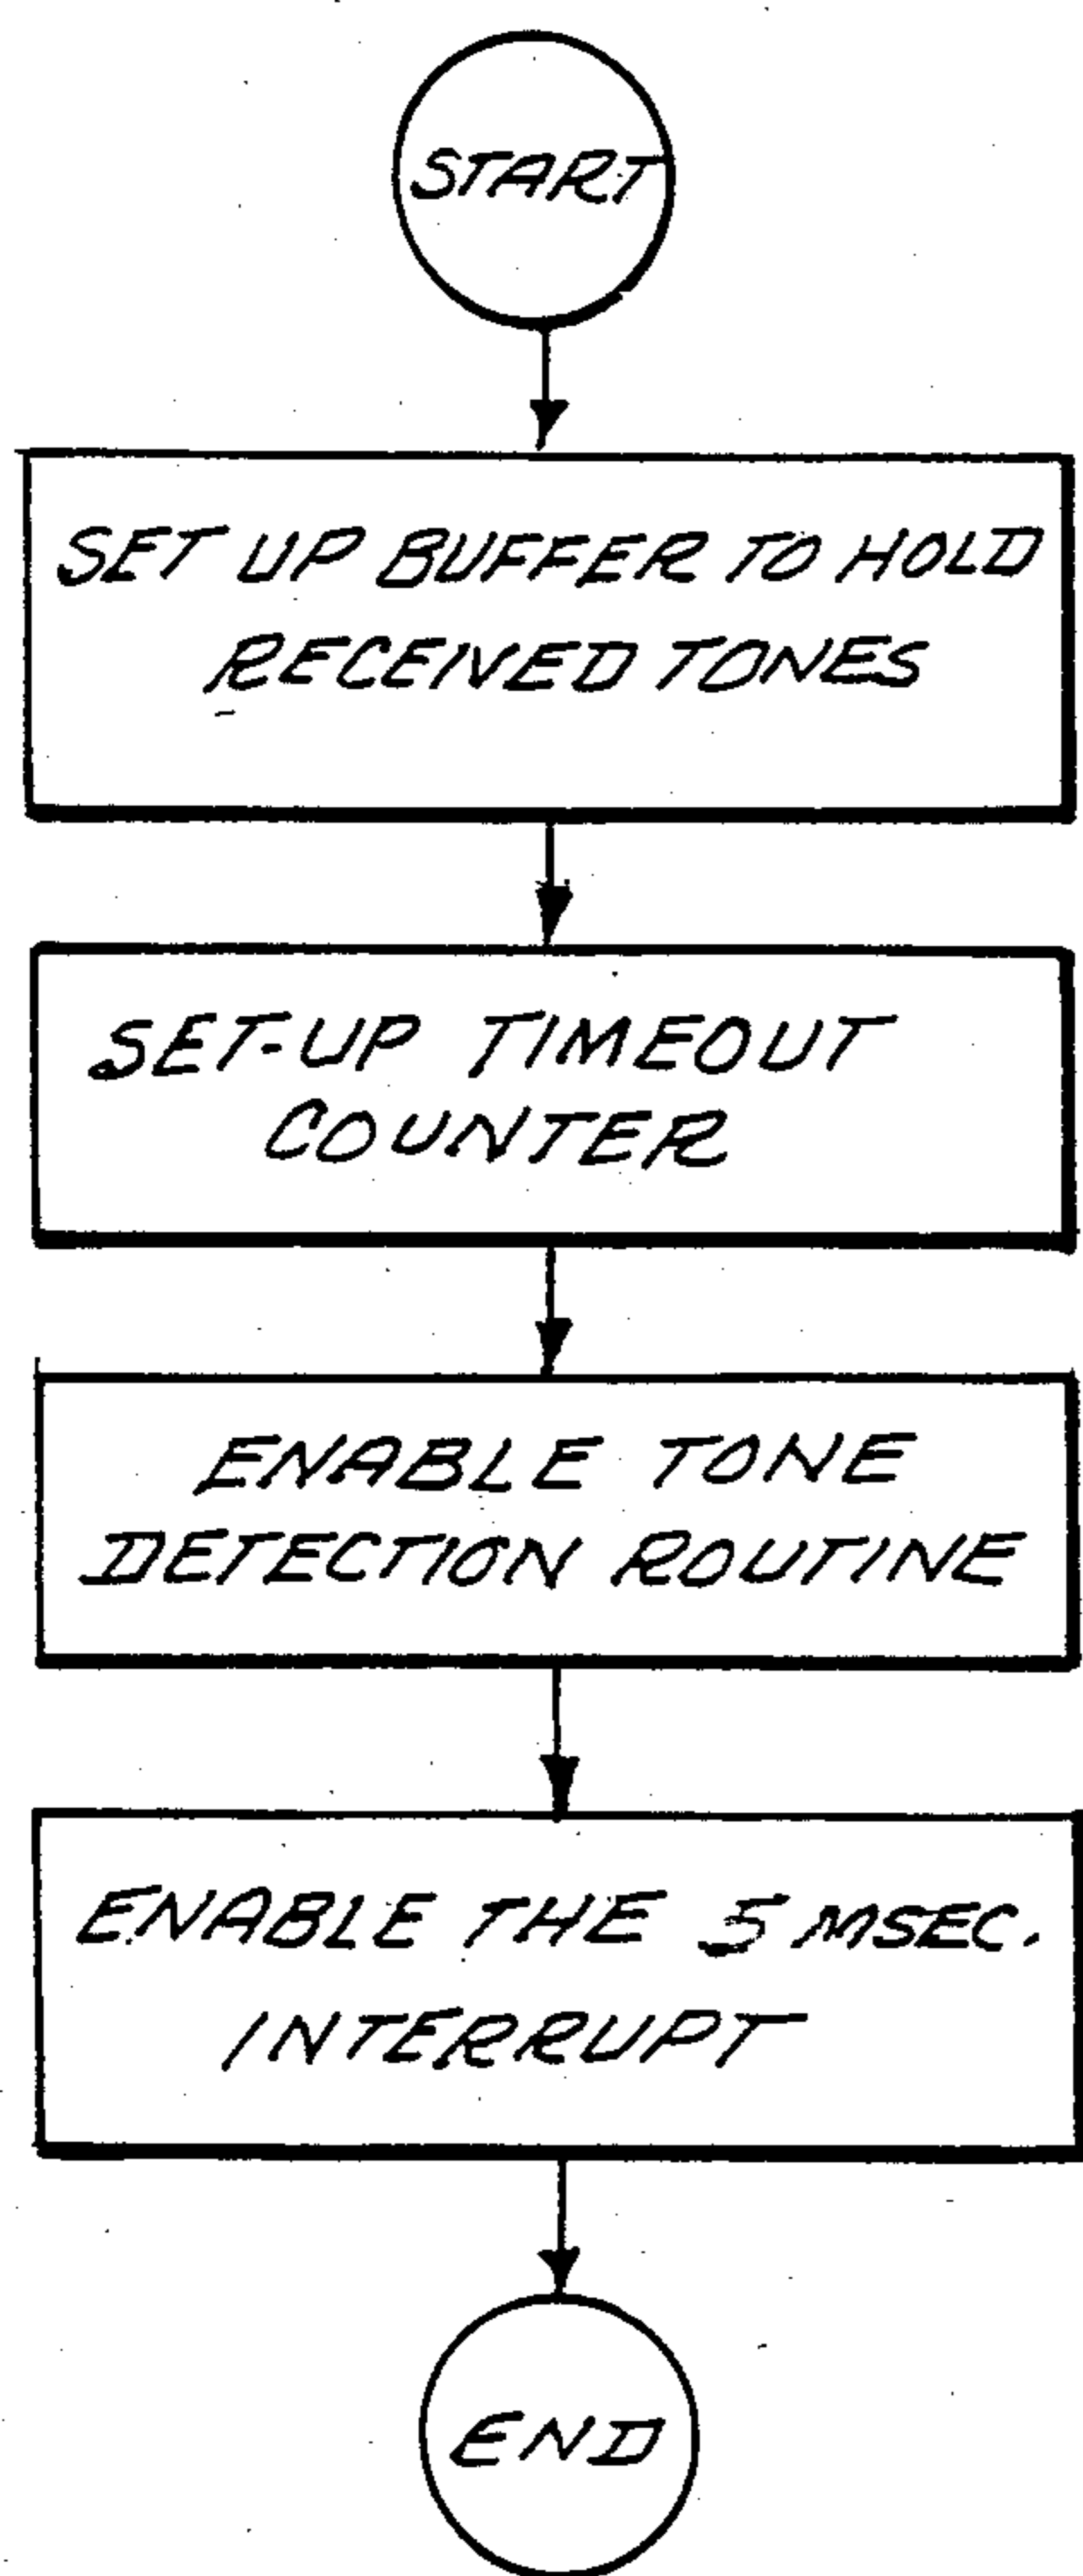 START
SET UP BUFFER TO HOLD
RECEIVED TONES
SET-UP TIMEOUT
COUNTER
ENABLE TONE
DETECTION ROUTINE
ENABLE THE 5 MSEC.
INTERRUPT
END